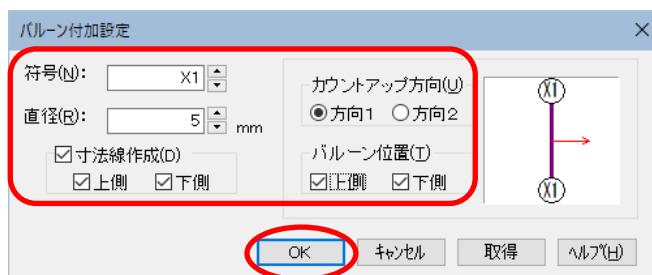 バルーン付加設定
符号(N): X1
直径(R): 5 mm
寸法線作成(D)
上側 下側
カウントアップ方向(U)
方向1 方向2
バルーン位置(T)
上側 下側
X1
X1
OK キャンセル 取得 ヘルプ(H)